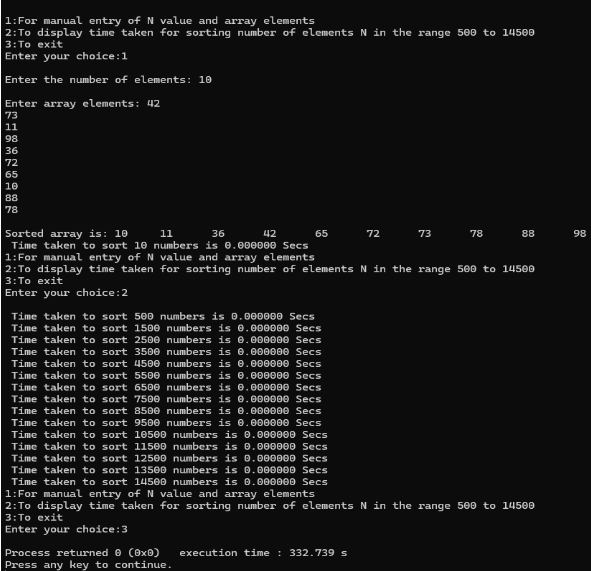 1:For manual entry of N value and array elements
2:To display time taken for sorting number of elements N in the range 500 to 14500
3:To exit
Enter your choice:1
Enter the number of elements: 10
Enter array elements: 42
73
11
98
36
72
65
10
88
78
Sorted array is: 10 11 36 42 65 72 73 78 88 98
Time taken to sort 10 numbers is 0.000000 Secs
1:For manual entry of N value and array elements
2:To display time taken for sorting number of elements N in the range 500 to 14500
3:To exit
Enter your choice:2
Time taken to sort 500 numbers is 0.000000 Secs
Time taken to sort 1500 numbers is 0.000000 Secs
Time taken to sort 2500 numbers is 0.000000 Secs
Time taken to sort 3500 numbers is 0.000000 Secs
Time taken to sort 4500 numbers is 0.000000 Secs
Time taken to sort 5500 numbers is 0.000000 Secs
Time taken to sort 6500 numbers is 0.000000 Secs
Time taken to sort 7500 numbers is 0.000000 Secs
Time taken to sort 8500 numbers is 0.000000 Secs
Time taken to sort 9500 numbers is 0.000000 Secs
Time taken to sort 10500 numbers is 0.000000 Secs
Time taken to sort 11500 numbers is 0.000000 Secs
Time taken to sort 12500 numbers is 0.000000 Secs
Time taken to sort 13500 numbers is 0.000000 Secs
Time taken to sort 14500 numbers is 0.000000 Secs
1:For manual entry of N value and array elements
2:To display time taken for sorting number of elements N in the range 500 to 14500
3:To exit
Enter your choice:3
Process returned 0 (0x0) execution time : 332.739 s
Press any key to continue.